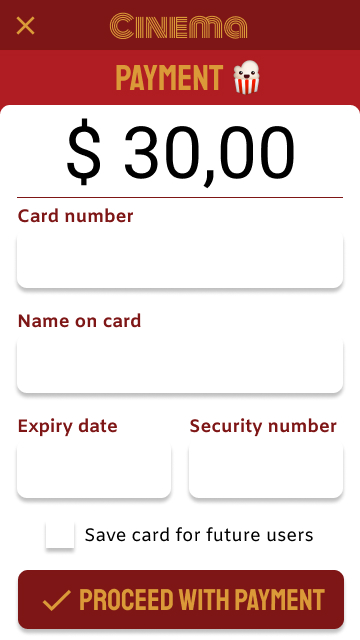 Cinema
PAYMENT
$ 30,00
Card number
Name on card
Expiry date
Security number
Save card for future users
PROCEED WITH PAYMENT